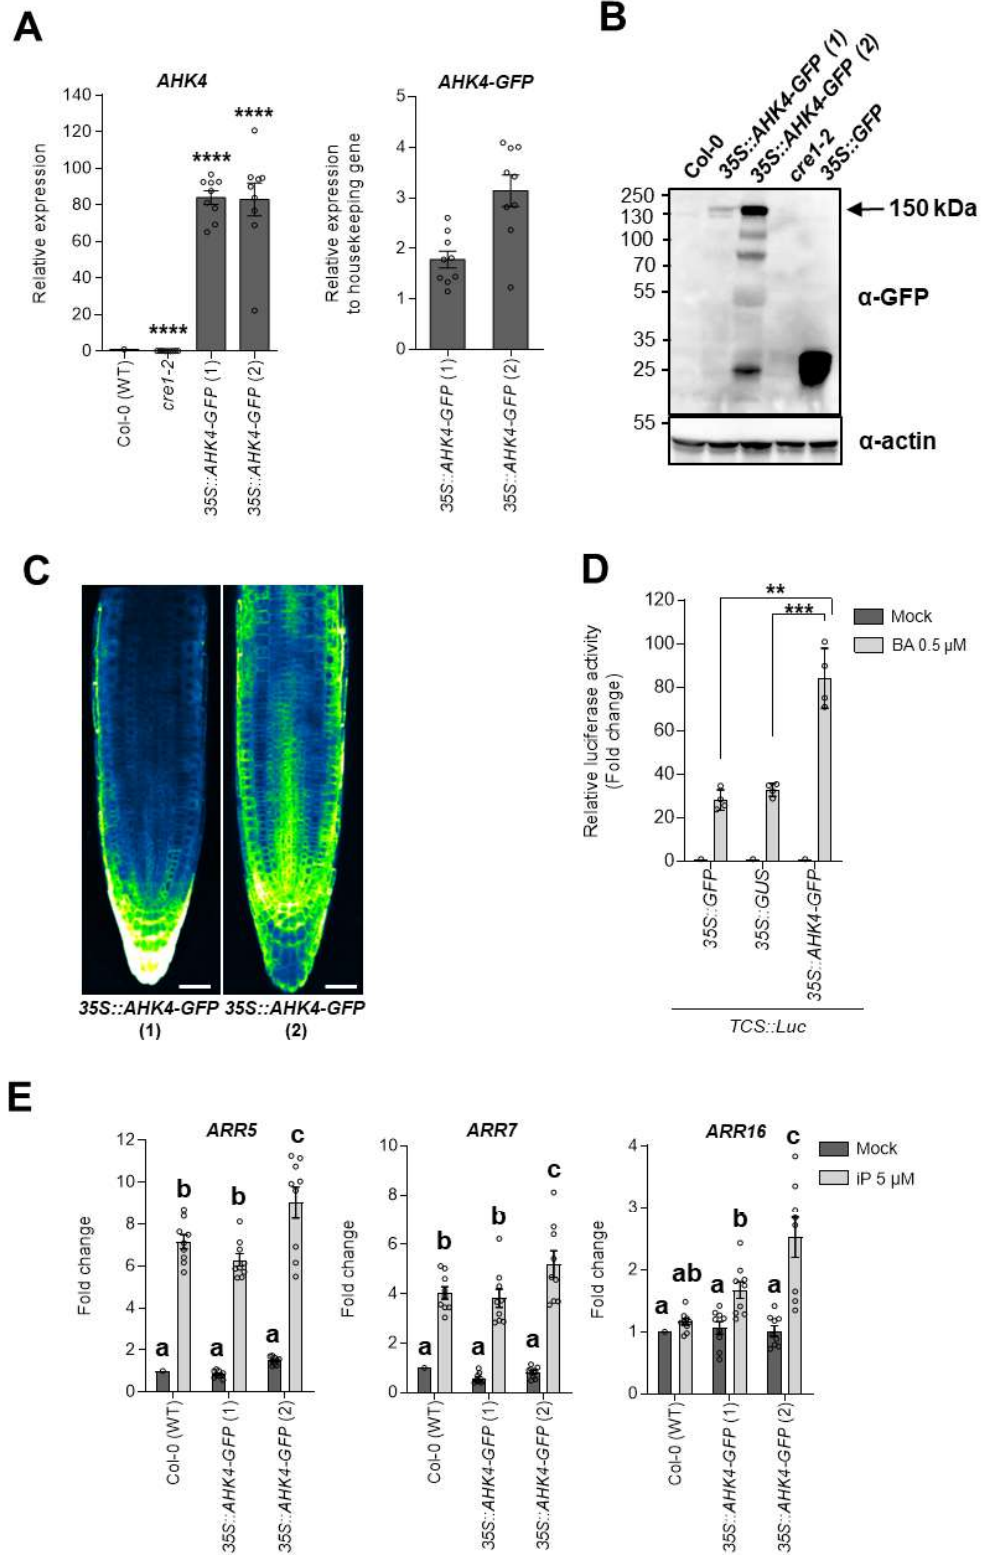 A
AHK4
Relative expression
140
120
100
80
60
40
20
0
****
****
****
Col-0 (WT)
cre1-2
35S::AHK4-GFP (1)
35S::AHK4-GFP (2)
AHK4-GFP
Relative expression
to housekeeping gene
5
4
3
2
1
0
35S::AHK4-GFP (1)
35S::AHK4-GFP (2)
B
Col-0
35S::AHK4-GFP (1)
35S::AHK4-GFP (2)
cre1-2
35S::GFP
250
130
100
70
55
35
25
55
150 kDa
α-GFP
α-actin
C
35S::AHK4-GFP
(1)
35S::AHK4-GFP
(2)
D
Relative luciferase activity
(Fold change)
120
100
80
60
40
20
0
**
***
Mock
BA 0.5 µM
35S::GFP
35S::GUS
35S::AHK4-GFP
TCS::Luc
E
ARR5
Fold change
12
10
8
6
4
2
0
a
b
a
b
a
c
Col-0 (WT)
35S::AHK4-GFP (1)
35S::AHK4-GFP (2)
ARR7
Fold change
10
8
6
4
2
0
a
b
a
b
a
c
Col-0 (WT)
35S::AHK4-GFP (1)
35S::AHK4-GFP (2)
ARR16
Fold change
4
3
2
1
0
a
ab
a
b
a
c
Col-0 (WT)
35S::AHK4-GFP (1)
35S::AHK4-GFP (2)
Mock
iP 5 µM